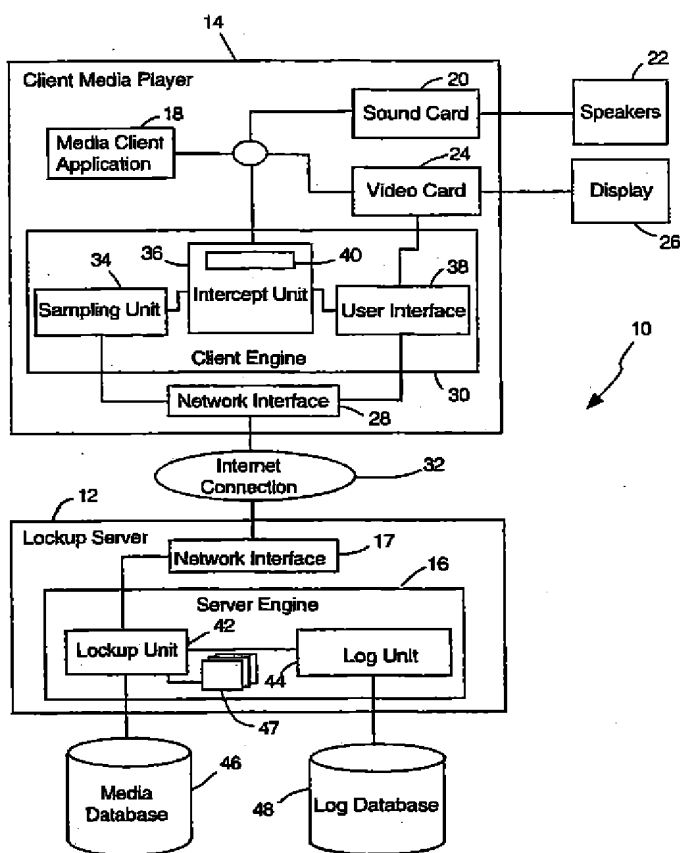 14
Client Media Player
20
22
18
Sound Card
Speakers
Media Client
Application
24
Video Card
Display
26
36
40
34
38
Intercept Unit
Sampling Unit
User Interface
10
Client Engine
30
Network Interface
28
Internet
Connection
32
12
Lockup Server
Network Interface
17
16
Server Engine
42
Lockup Unit
Log Unit
44
47
Media
Database
46
48
Log Database